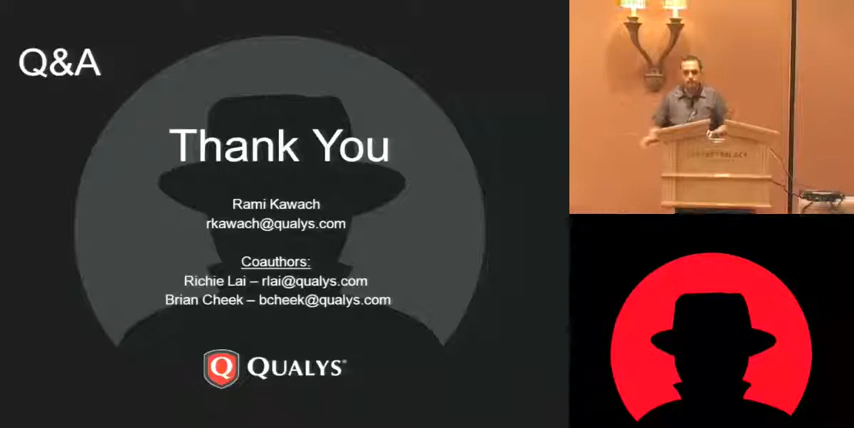 Q&A
Thank You
Rami Kawach
rkawach@qualys.com
Coauthors:
Richie Lai – rlai@qualys.com
Brian Cheek – bcheek@qualys.com
QUALYS®